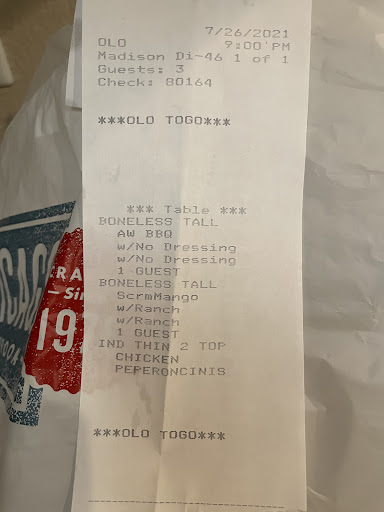 7/26/2021
OLO 9:00'PM
Madison Di-46 1 of 1
Guests: 3
Check: 80164
***OLO TOGO***
*** Table ***
BONELESS TALL
AW BBQ
w/No Dressing
w/No Dressing
1 GUEST
BONELESS TALL
ScrmMango
w/Ranch
w/Ranch
1 GUEST
IND THIN 2 TOP
CHICKEN
PEPERONCINIS
***OLO TOGO***
19